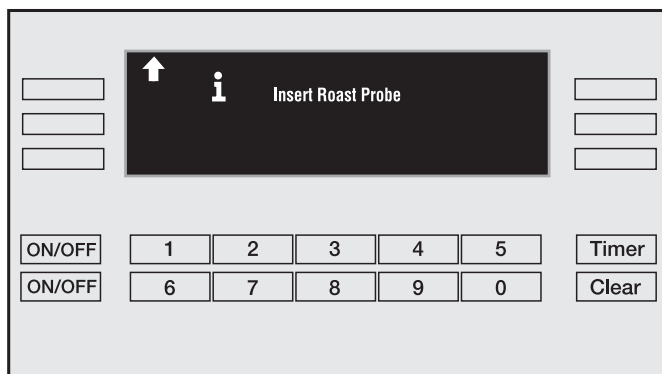 i Insert Roast Probe
ON/OFF 1 2 3 4 5 Timer
ON/OFF 6 7 8 9 0 Clear